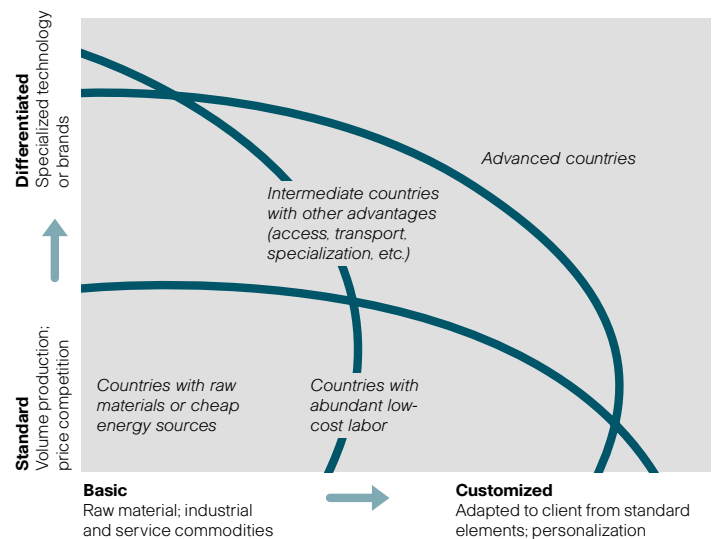 Differentiated
Specialized technology
or brands
Standard
Volume production;
price competition
Advanced countries
Intermediate countries
with other advantages
(access, transport,
specialization, etc.)
Countries with raw
materials or cheap
energy sources
Countries with
abundant low-
cost labor
Basic
Raw material; industrial
and service commodities
Customized
Adapted to client from standard
elements; personalization